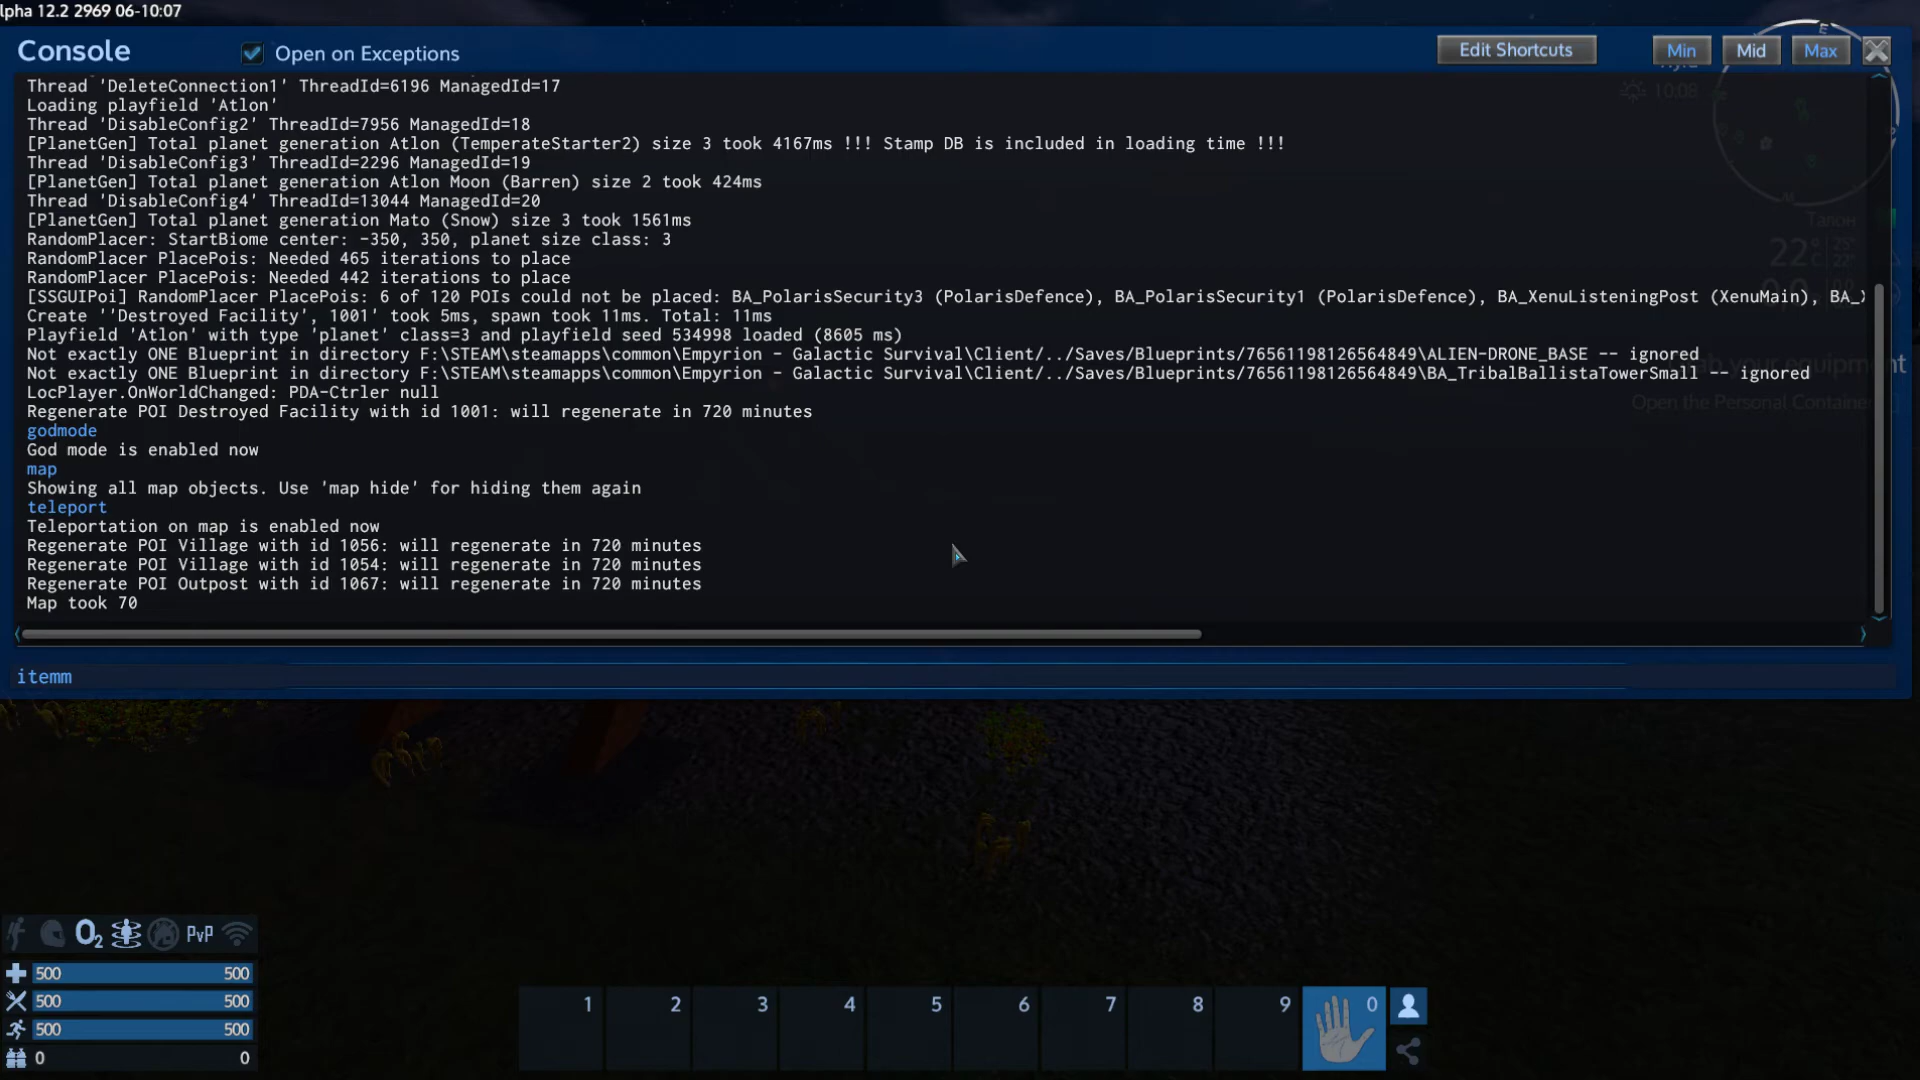 lpha 12.2 2969 06-10:07
Console
Open on Exceptions
Edit Shortcuts
Min
Mid
Max
Thread 'DeleteConnection1' ThreadId=6196 ManagedId=17
Loading playfield 'Atlon'
Thread 'DisableConfig2' ThreadId=7956 ManagedId=18
[PlanetGen] Total planet generation Atlon (TemperateStarter2) size 3 took 4167ms !!! Stamp DB is included in loading time !!!
Thread 'DisableConfig3' ThreadId=2296 ManagedId=19
[PlanetGen] Total planet generation Atlon Moon (Barren) size 2 took 424ms
Thread 'DisableConfig4' ThreadId=13044 ManagedId=20
[PlanetGen] Total planet generation Mato (Snow) size 3 took 1561ms
RandomPlacer: StartBiome center: -350, 350, planet size class: 3
RandomPlacer PlacePois: Needed 465 iterations to place
RandomPlacer PlacePois: Needed 442 iterations to place
[SSGUIPoi] RandomPlacer PlacePois: 6 of 120 POIs could not be placed: BA_PolarisSecurity3 (PolarisDefence), BA_PolarisSecurity1 (PolarisDefence), BA_XenuListeningPost (XenuMain), BA_X
Create ''Destroyed Facility', 1001' took 5ms, spawn took 11ms. Total: 11ms
Playfield 'Atlon' with type 'planet' class=3 and playfield seed 534998 loaded (8605 ms)
Not exactly ONE Blueprint in directory F:\STEAM\steamapps\common\Empyrion - Galactic Survival\Client/../Saves/Blueprints/76561198126564849\ALIEN-DRONE_BASE -- ignored
Not exactly ONE Blueprint in directory F:\STEAM\steamapps\common\Empyrion - Galactic Survival\Client/../Saves/Blueprints/76561198126564849\BA_TribalBallistaTowerSmall -- ignored
LocPlayer.OnWorldChanged: PDA-Ctrler null
Regenerate POI Destroyed Facility with id 1001: will regenerate in 720 minutes
godmode
God mode is enabled now
map
Showing all map objects. Use 'map hide' for hiding them again
teleport
Teleportation on map is enabled now
Regenerate POI Village with id 1056: will regenerate in 720 minutes
Regenerate POI Village with id 1054: will regenerate in 720 minutes
Regenerate POI Outpost with id 1067: will regenerate in 720 minutes
Map took 70
itemm
10:08
Талон
22
your equipment
Open the Personal Container
O2
PvP
500 500
500 500
500 500
0 0
1 2 3 4 5 6 7 8 9 0